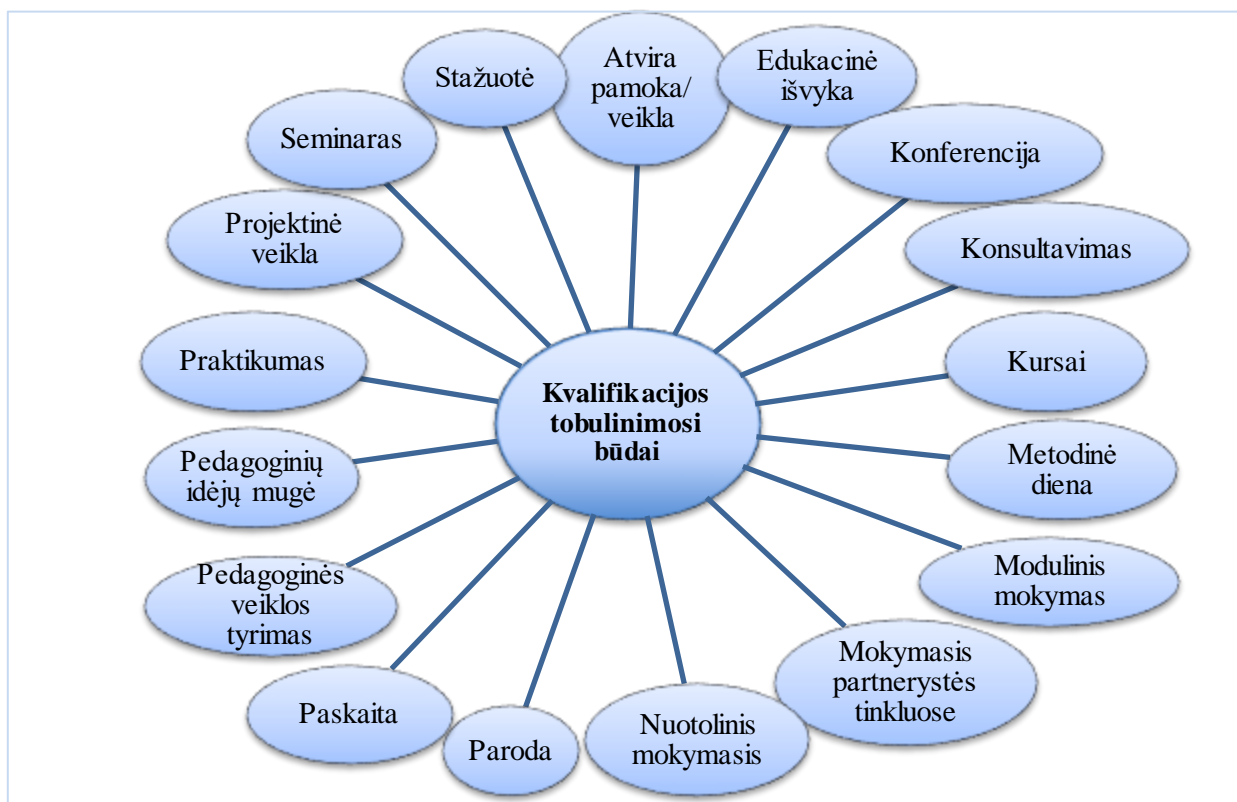 Atvira
pamoka/
veikla
Edukacinė
išvyka
Konferencija
Konsultavimas
Kursai
Metodinė
diena
Modulinis
mokymas
Mokymasis
partnerystės
tinkluose
Nuotolinis
mokymasis
Paroda
Paskaita
Pedagoginės
veiklos
tyrimas
Pedagoginių
idėjų mugė
Praktikumas
Projektinė
veikla
Seminaras
Stažuotė
Kvalifikacijos
tobulinimosi
būdai